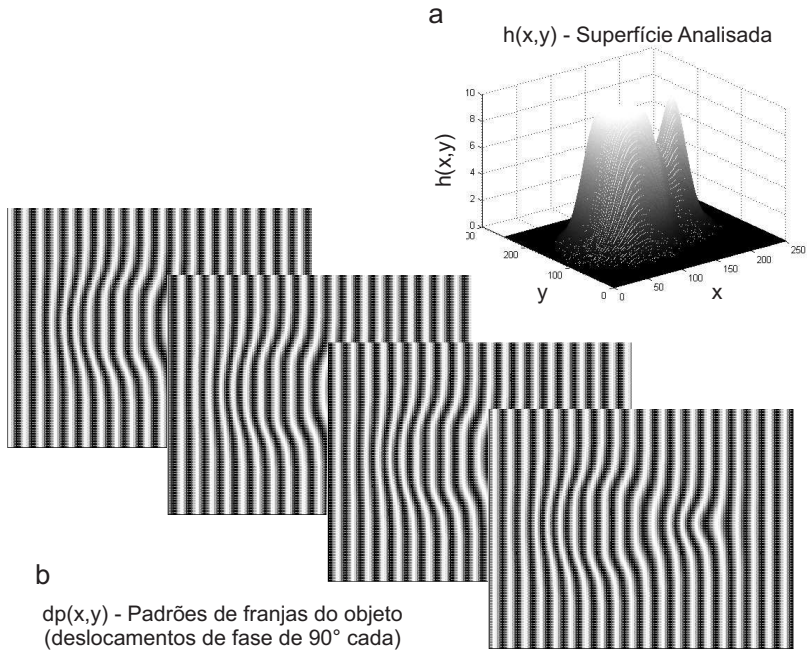 a
h(x,y) - Superfície Analisada
10
8
6
4
2
0
h(x,y)
00
200
100
0
y
0
50
100
150
200
250
x
b
dp(x,y) - Padrões de franjas do objeto
(deslocamentos de fase de 90° cada)